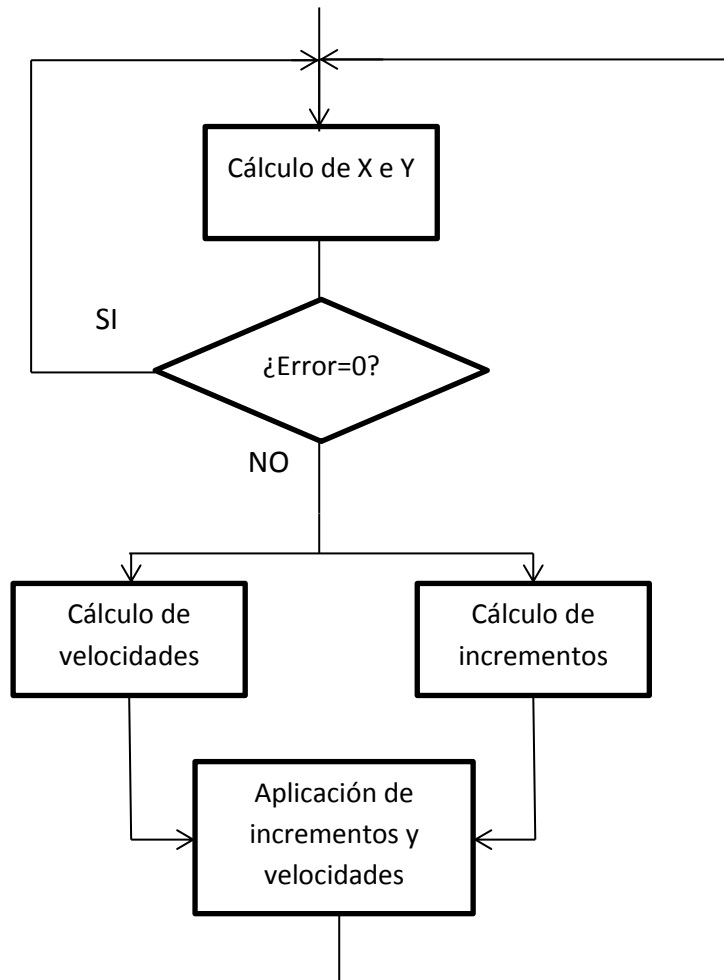 Cálculo de X e Y
SI
¿Error=0?
NO
Cálculo de
velocidades
Cálculo de
incrementos
Aplicación de
incrementos y
velocidades